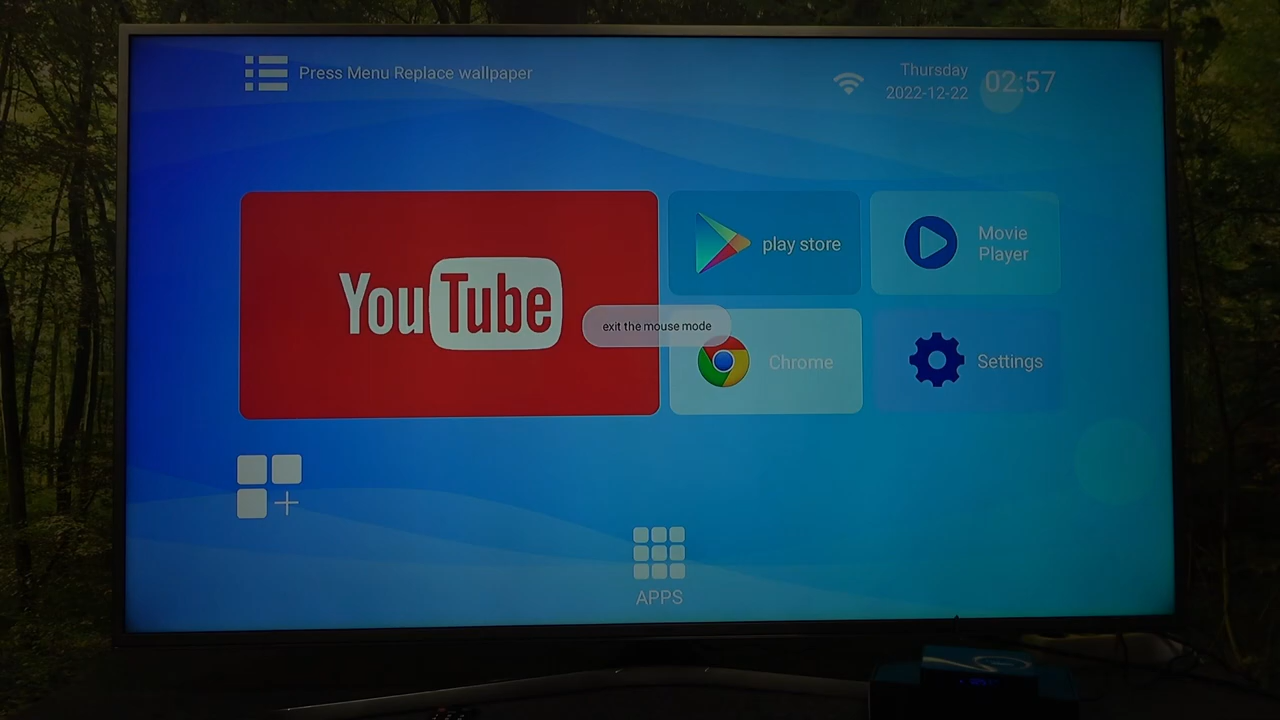 Press Menu Replace wallpaper
Thursday
2022-12-22
02:57
YouTube
play store
Movie
Player
exit the mouse mode
Chrome
Settings
APPS